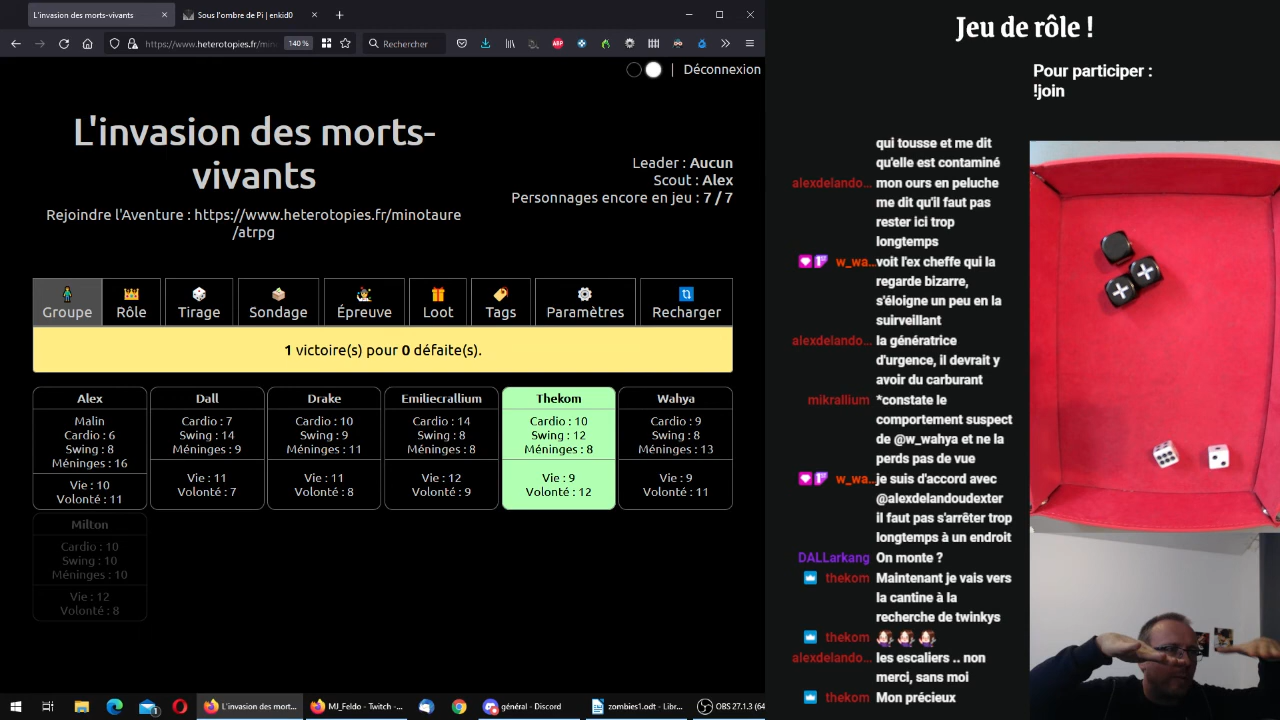 L'invasion des morts-vivants
Sous l'ombre de Pi | enkid0
https://www.heterotopies.fr/min
140 %
Rechercher
ABP
Déconnexion
L'invasion des morts-
vivants
Rejoindre l'Aventure : https://www.heterotopies.fr/minotaure
/atrpg
Leader : Aucun
Scout : Alex
Personnages encore en jeu : 7 / 7
Groupe
Rôle
Tirage
Sondage
Épreuve
Loot
Tags
Paramètres
Recharger
1 victoire(s) pour 0 défaite(s).
Alex
Malin
Cardio : 6
Swing : 8
Méninges : 16
Vie : 10
Volonté : 11
Dall
Cardio : 7
Swing : 14
Méninges : 9
Vie : 11
Volonté : 7
Drake
Cardio : 10
Swing : 9
Méninges : 11
Vie : 11
Volonté : 8
Emiliecrallium
Cardio : 14
Swing : 8
Méninges : 8
Vie : 12
Volonté : 9
Thekom
Cardio : 10
Swing : 12
Méninges : 8
Vie : 9
Volonté : 12
Wahya
Cardio : 9
Swing : 8
Méninges : 13
Vie : 9
Volonté : 11
Milton
Cardio : 10
Swing : 10
Méninges : 10
Vie : 12
Volonté : 8
L'invasion des mort...
MJ_Feldo - Twitch -...
général - Discord
zombies1.odt - Libr...
OBS 27.1.3 (64
Jeu de rôle !
Pour participer :
!join
qui tousse et me dit
qu'elle est contaminé
alexdelando... mon ours en peluche
me dit qu'il faut pas
rester ici trop
longtemps
w_wa... voit l'ex cheffe qui la
regarde bizarre,
s'éloigne un peu en la
suirveillant
alexdelando... la génératrice
d'urgence, il devrait y
avoir du carburant
mikrallium *constate le
comportement suspect
de @w_wahya et ne la
perds pas de vue
w_wa... je suis d'accord avec
@alexdelandoudexter
il faut pas s'arrêter trop
longtemps à un endroit
DALLarkang On monte ?
thekom Maintenant je vais vers
la cantine à la
recherche de twinkys
thekom
alexdelando... les escaliers .. non
merci, sans moi
thekom Mon précieux